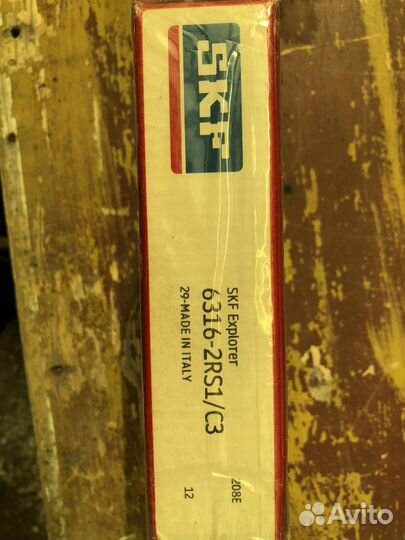 SKF
SKF Explorer
6316-2RS1/C3
29-MADE IN ITALY
208E
12
Avito